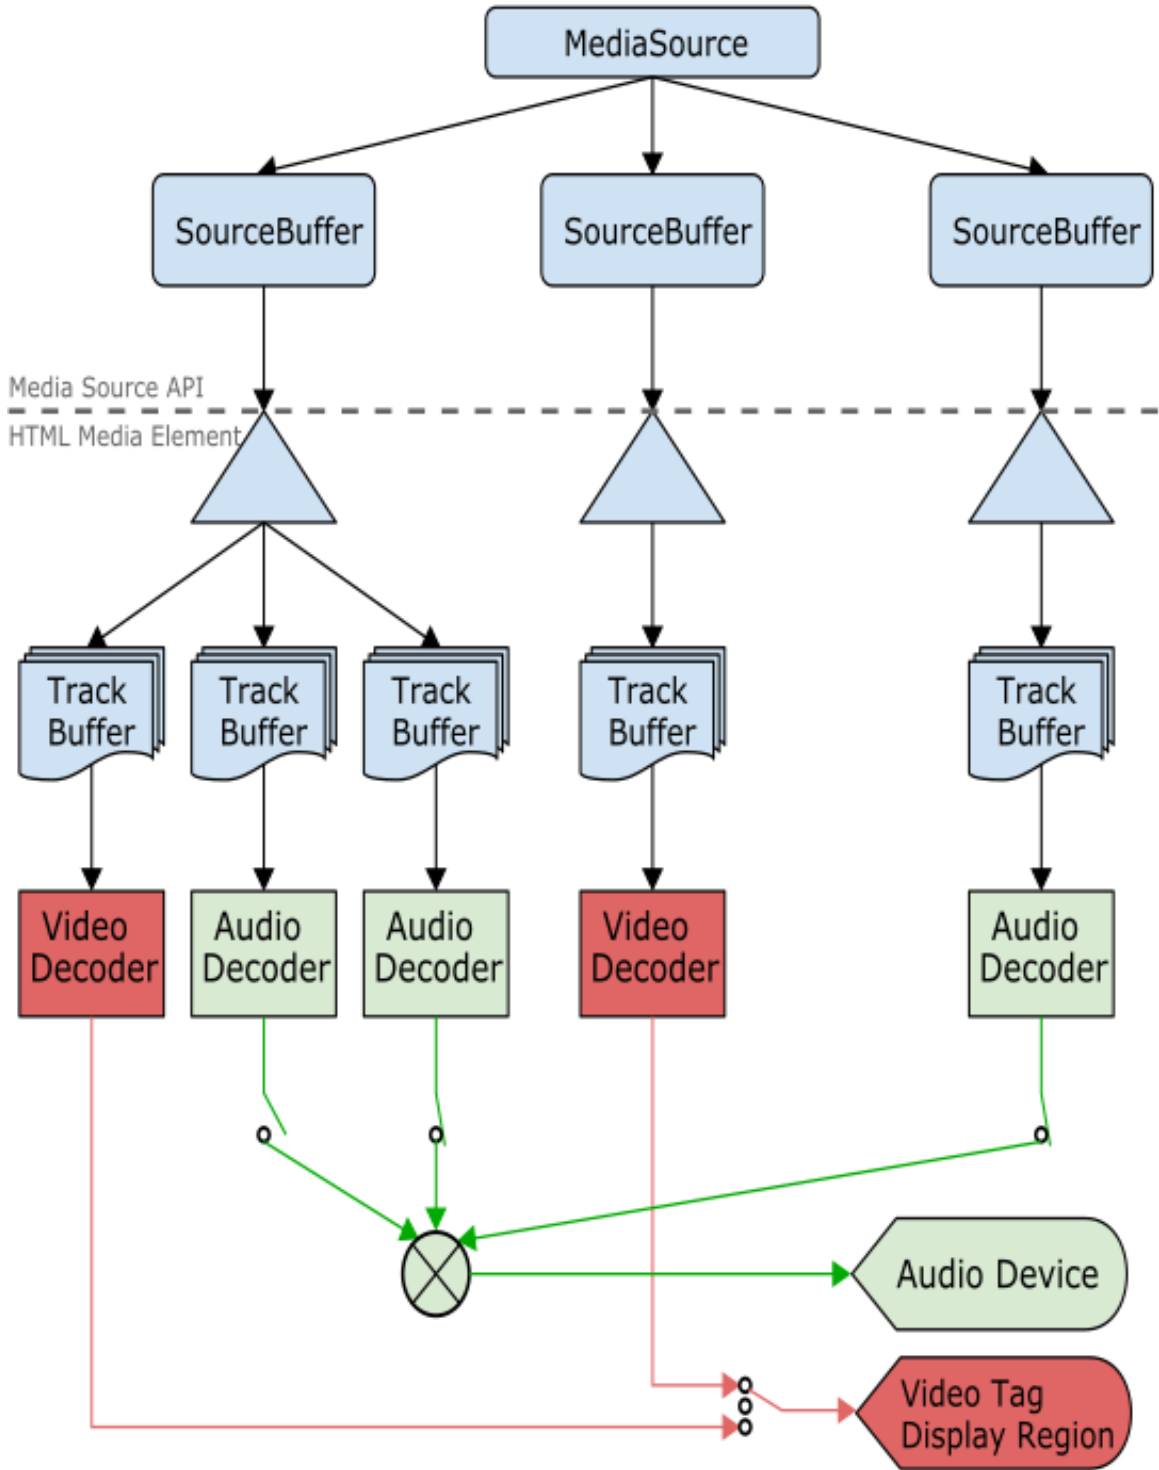 MediaSource
SourceBuffer
SourceBuffer
SourceBuffer
Media Source API
HTML Media Element
Track
Buffer
Track
Buffer
Track
Buffer
Track
Buffer
Track
Buffer
Video
Decoder
Audio
Decoder
Audio
Decoder
Video
Decoder
Audio
Decoder
Audio Device
Video Tag
Display Region